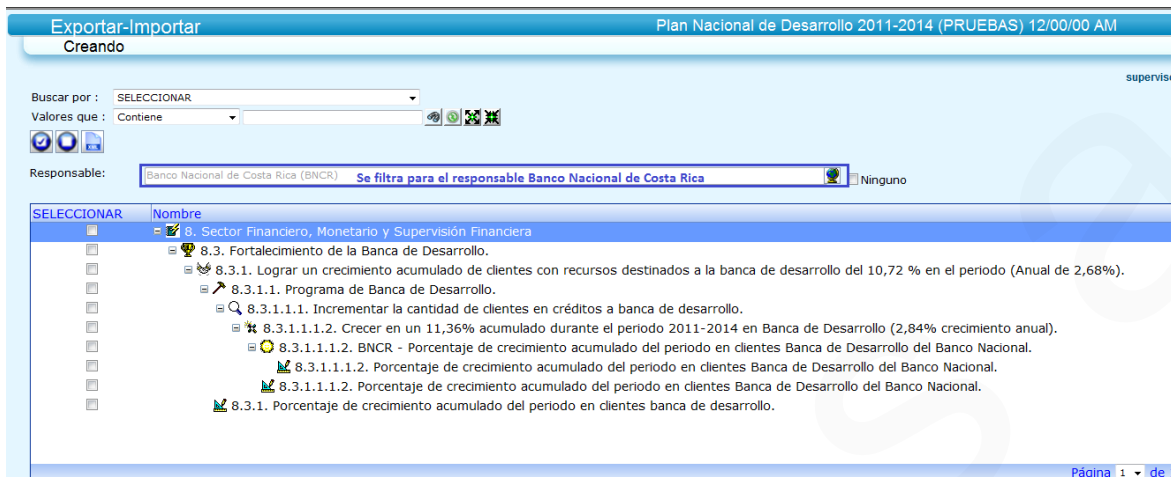 Exportar-Importar Plan Nacional de Desarrollo 2011-2014 (PRUEBAS) 12/00/00 AM
Creando
supervis
Buscar por : SELECCIONAR
Valores que : Contiene
XML
Responsable: Banco Nacional de Costa Rica (BNCR) Se filtra para el responsable Banco Nacional de Costa Rica Ninguno
SELECCIONAR Nombre
8. Sector Financiero, Monetario y Supervisión Financiera
8.3. Fortalecimiento de la Banca de Desarrollo.
8.3.1. Lograr un crecimiento acumulado de clientes con recursos destinados a la banca de desarrollo del 10,72 % en el periodo (Anual de 2,68%).
8.3.1.1. Programa de Banca de Desarrollo.
8.3.1.1.1. Incrementar la cantidad de clientes en créditos a banca de desarrollo.
8.3.1.1.1.2. Crecer en un 11,36% acumulado durante el periodo 2011-2014 en Banca de Desarrollo (2,84% crecimiento anual).
8.3.1.1.1.2. BNCR - Porcentaje de crecimiento acumulado del periodo en clientes Banca de Desarrollo del Banco Nacional.
8.3.1.1.1.2. Porcentaje de crecimiento acumulado del periodo en clientes Banca de Desarrollo del Banco Nacional.
8.3.1.1.1.2. Porcentaje de crecimiento acumulado del periodo en clientes Banca de Desarrollo del Banco Nacional.
8.3.1. Porcentaje de crecimiento acumulado del periodo en clientes banca de desarrollo.
Página 1 de